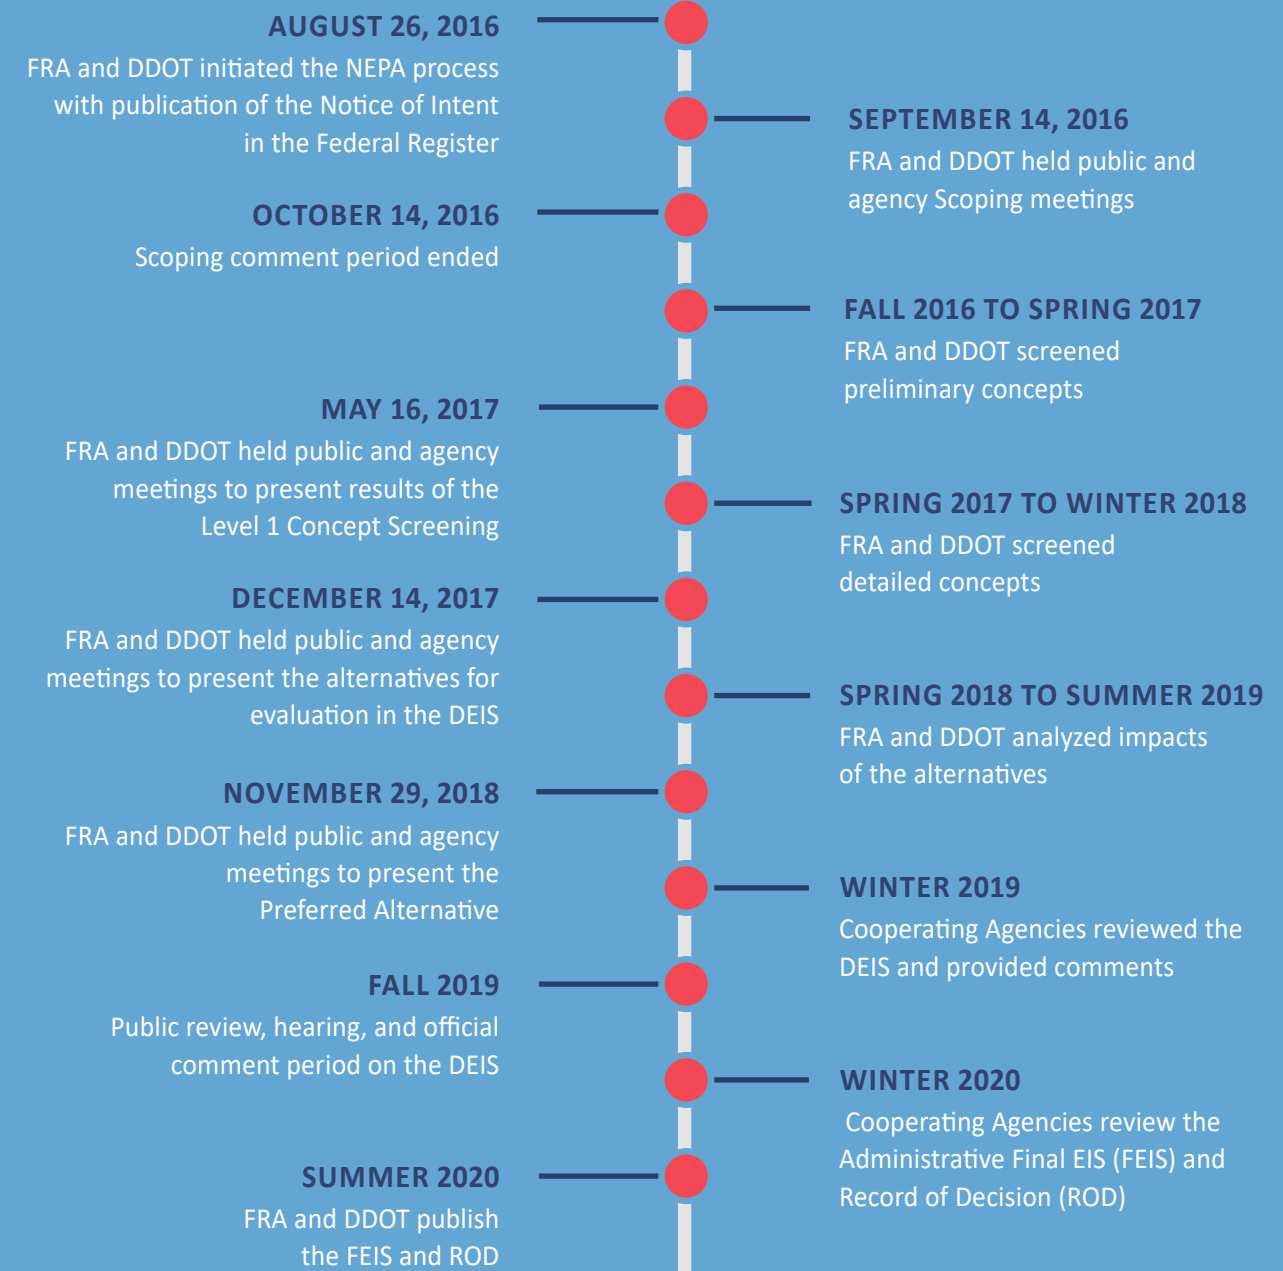 AUGUST 26, 2016
FRA and DDOT initiated the NEPA process
with publication of the Notice of Intent
in the Federal Register
SEPTEMBER 14, 2016
FRA and DDOT held public and
agency Scoping meetings
OCTOBER 14, 2016
Scoping comment period ended
FALL 2016 TO SPRING 2017
FRA and DDOT screened
preliminary concepts
MAY 16, 2017
FRA and DDOT held public and agency
meetings to present results of the
Level 1 Concept Screening
SPRING 2017 TO WINTER 2018
FRA and DDOT screened
detailed concepts
DECEMBER 14, 2017
FRA and DDOT held public and agency
meetings to present the alternatives for
evaluation in the DEIS
SPRING 2018 TO SUMMER 2019
FRA and DDOT analyzed impacts
of the alternatives
NOVEMBER 29, 2018
FRA and DDOT held public and agency
meetings to present the
Preferred Alternative
WINTER 2019
Cooperating Agencies reviewed the
DEIS and provided comments
FALL 2019
Public review, hearing, and official
comment period on the DEIS
WINTER 2020
Cooperating Agencies review the
Administrative Final EIS (FEIS) and
Record of Decision (ROD)
SUMMER 2020
FRA and DDOT publish
the FEIS and ROD